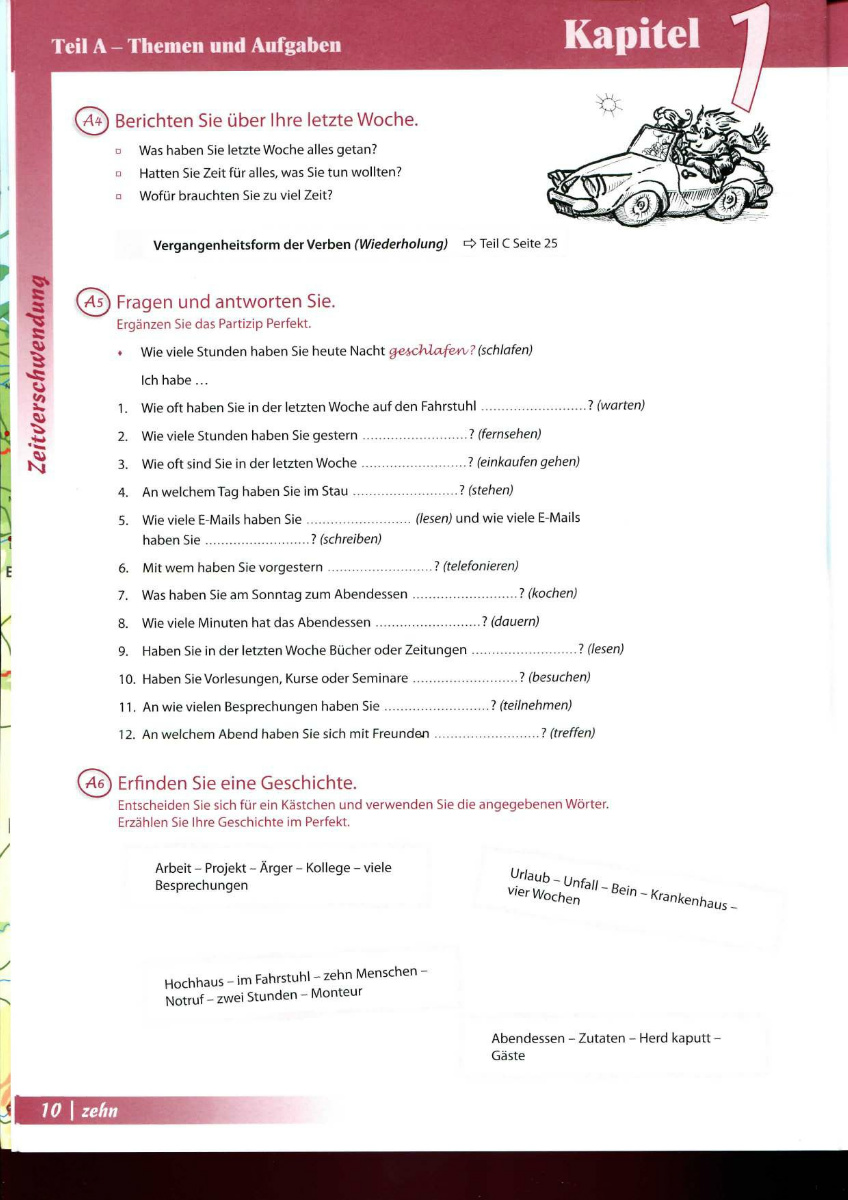 Teil A – Themen und Aufgaben
Kapitel 1
Zeitverschwendung
A4 Berichten Sie über Ihre letzte Woche.
▫ Was haben Sie letzte Woche alles getan?
▫ Hatten Sie Zeit für alles, was Sie tun wollten?
▫ Wofür brauchten Sie zu viel Zeit?
Vergangenheitsform der Verben (Wiederholung) ⇨ Teil C Seite 25
A5 Fragen und antworten Sie.
Ergänzen Sie das Partizip Perfekt.
• Wie viele Stunden haben Sie heute Nacht geschlafen? (schlafen)
Ich habe …
1. Wie oft haben Sie in der letzten Woche auf den Fahrstuhl .......................... ? (warten)
2. Wie viele Stunden haben Sie gestern .......................... ? (fernsehen)
3. Wie oft sind Sie in der letzten Woche .......................... ? (einkaufen gehen)
4. An welchem Tag haben Sie im Stau .......................... ? (stehen)
5. Wie viele E-Mails haben Sie .......................... (lesen) und wie viele E-Mails
haben Sie .......................... ? (schreiben)
6. Mit wem haben Sie vorgestern .......................... ? (telefonieren)
7. Was haben Sie am Sonntag zum Abendessen .......................... ? (kochen)
8. Wie viele Minuten hat das Abendessen .......................... ? (dauern)
9. Haben Sie in der letzten Woche Bücher oder Zeitungen .......................... ? (lesen)
10. Haben Sie Vorlesungen, Kurse oder Seminare .......................... ? (besuchen)
11. An wie vielen Besprechungen haben Sie .......................... ? (teilnehmen)
12. An welchem Abend haben Sie sich mit Freunden .......................... ? (treffen)
A6 Erfinden Sie eine Geschichte.
Entscheiden Sie sich für ein Kästchen und verwenden Sie die angegebenen Wörter.
Erzählen Sie Ihre Geschichte im Perfekt.
Arbeit – Projekt – Ärger – Kollege – viele
Besprechungen
Urlaub – Unfall – Bein – Krankenhaus –
vier Wochen
Hochhaus – im Fahrstuhl – zehn Menschen –
Notruf – zwei Stunden – Monteur
Abendessen – Zutaten – Herd kaputt –
Gäste
10 | zehn